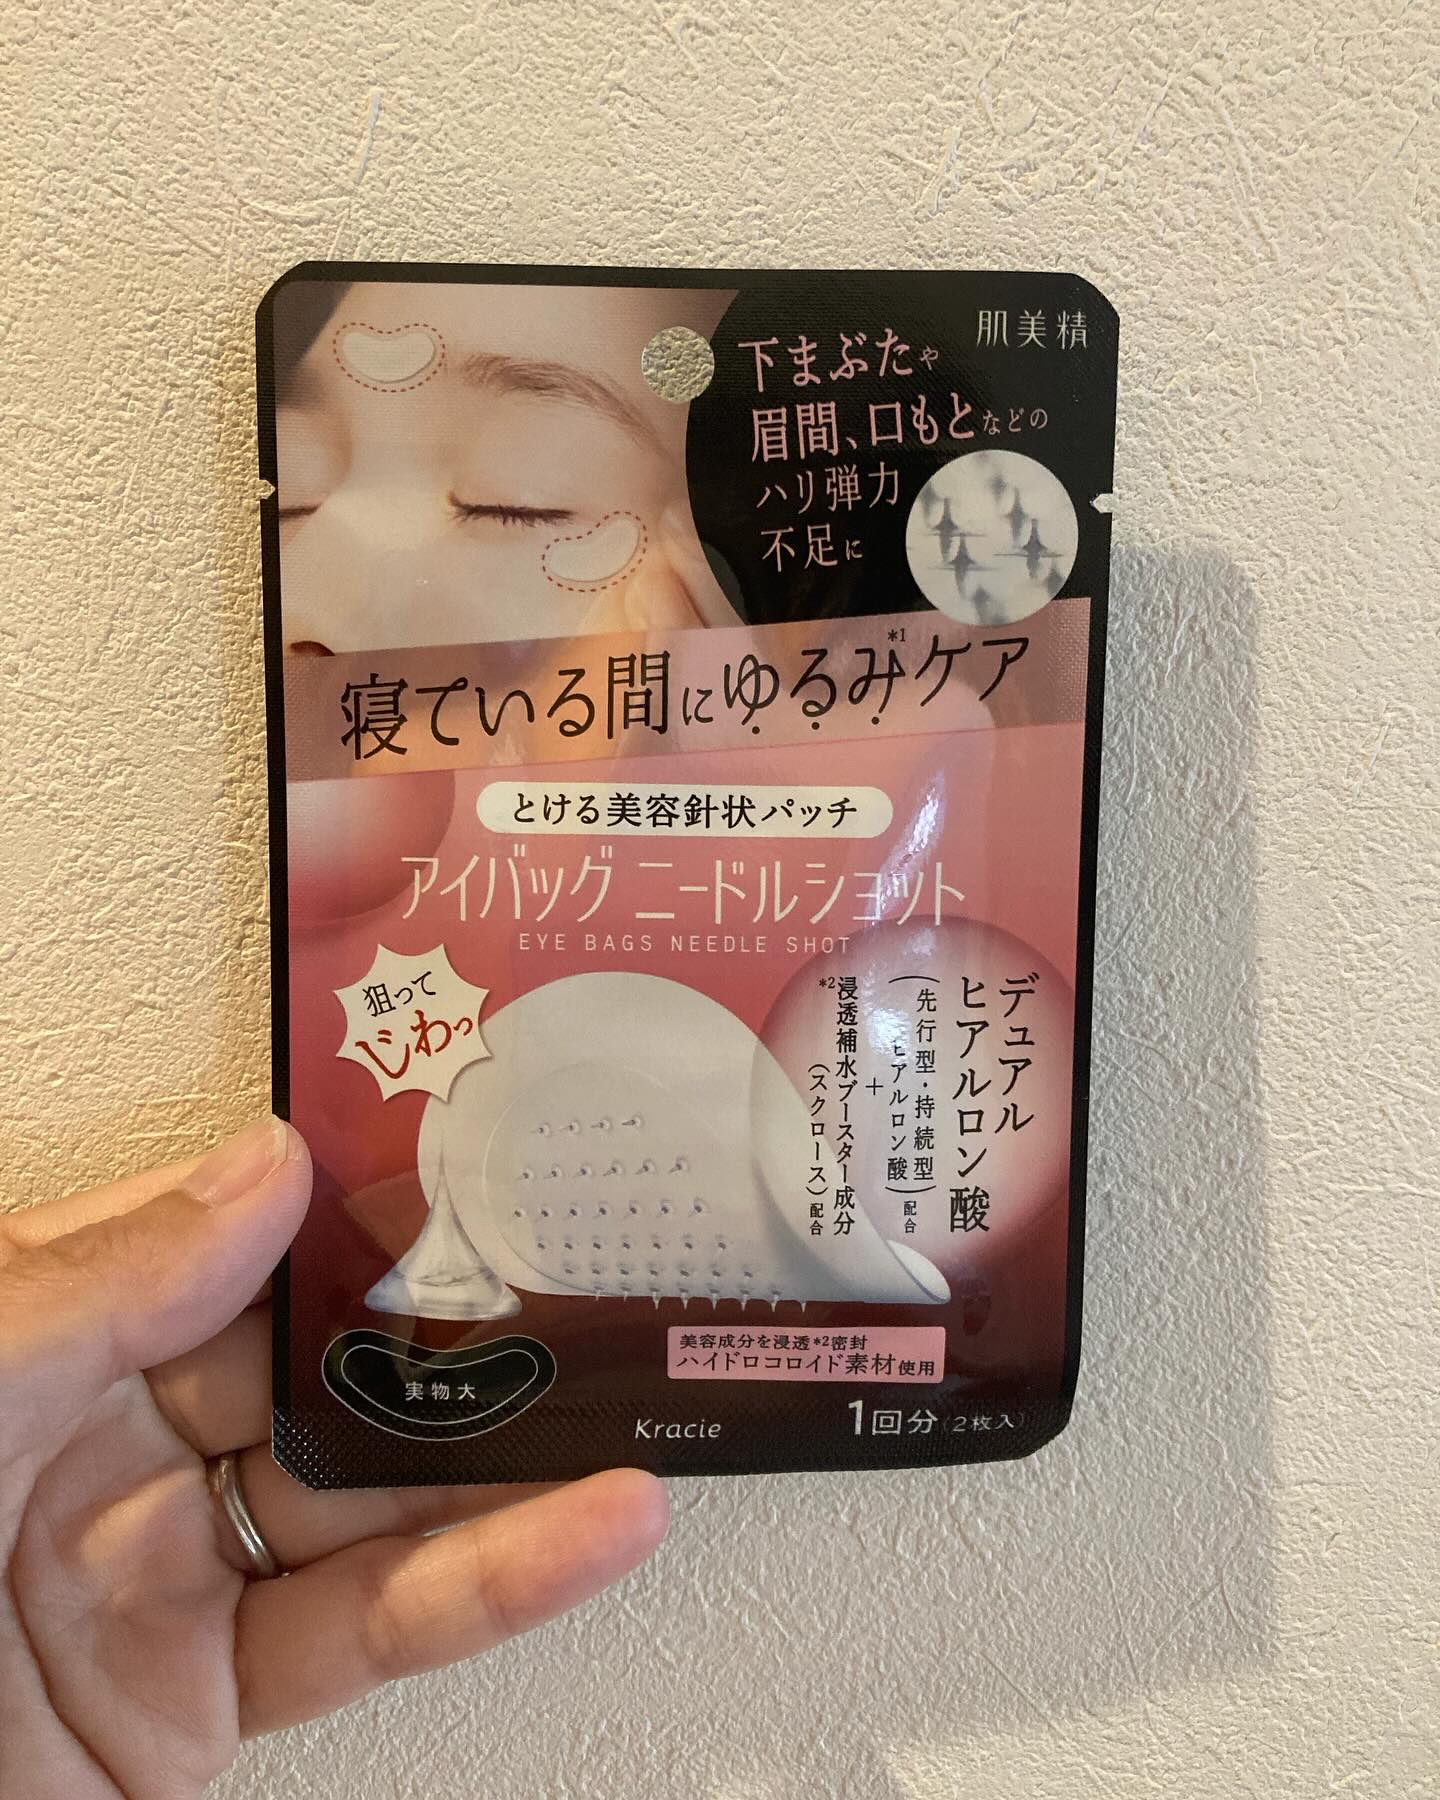 肌美精
下まぶたや
眉間、口もとなどの
ハリ弾力
不足に
寝ている間にゆるみ*1ケア
とける美容針状パッチ
アイバッグ ニードルショット
EYE BAGS NEEDLE SHOT
狙って
じわっ
デュアル
ヒアルロン酸
(先行型・持続型
ヒアルロン酸)配合
+
*2浸透補水ブースター成分
(スクロース)配合
美容成分を浸透*2密封
ハイドロコロイド素材使用
実物大
Kracie
1回分(2枚入)